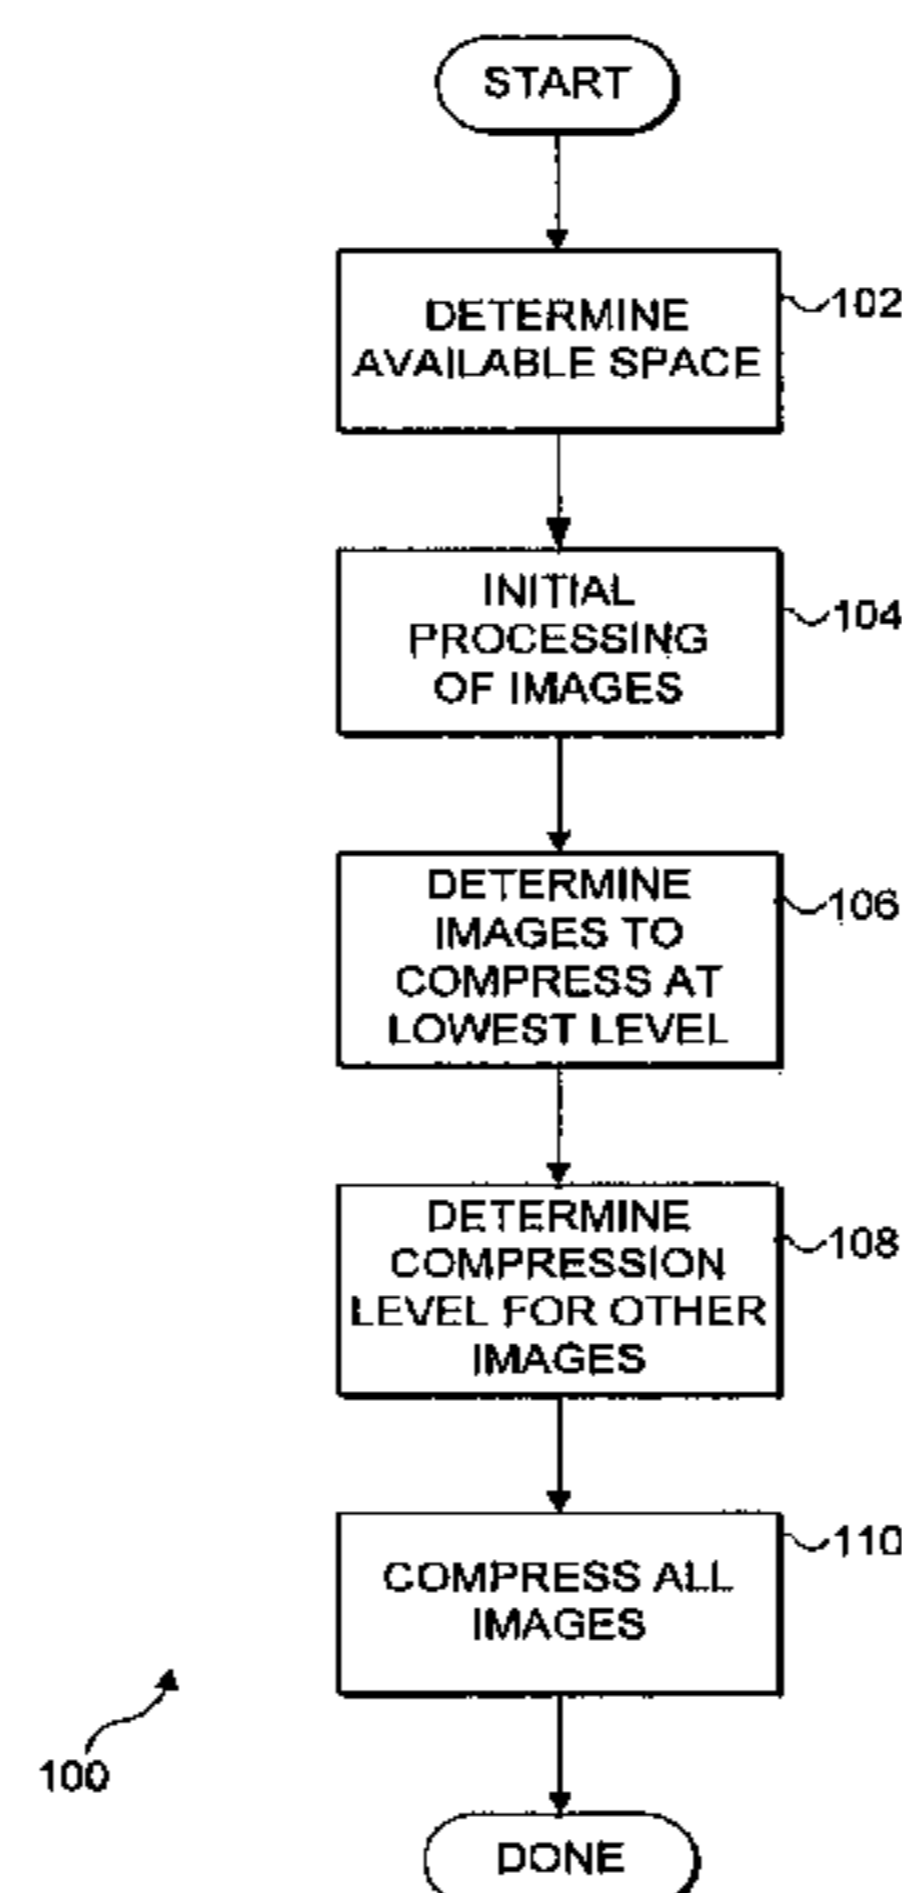 START
DETERMINE
AVAILABLE SPACE
102
INITIAL
PROCESSING
OF IMAGES
104
DETERMINE
IMAGES TO
COMPRESS AT
LOWEST LEVEL
106
DETERMINE
COMPRESSION
LEVEL FOR OTHER
IMAGES
108
COMPRESS ALL
IMAGES
110
100
DONE